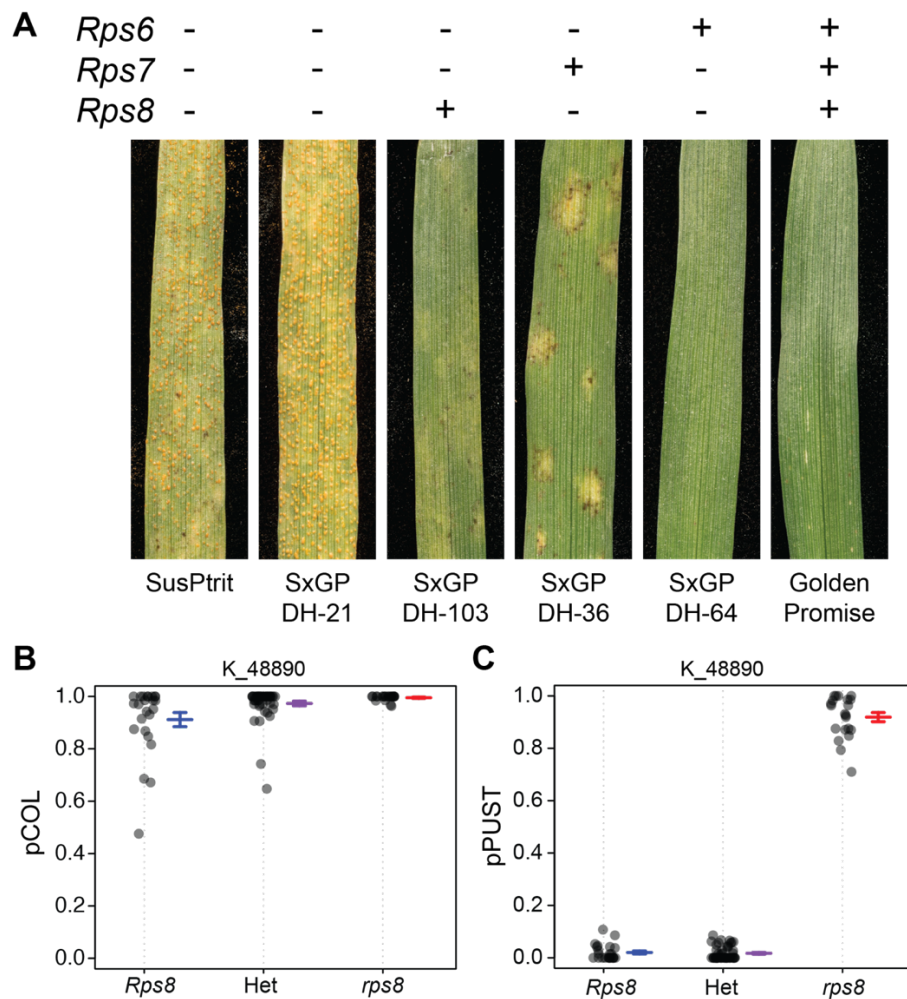 A
Rps6 - - - - + +
Rps7 - - - + - +
Rps8 - - + - - +
SusPtrit SxGP DH-21 SxGP DH-103 SxGP DH-36 SxGP DH-64 Golden Promise
B
K_48890
pCOL
1.0
0.8
0.6
0.4
0.2
0.0
Rps8 Het rps8
C
K_48890
pPUST
1.0
0.8
0.6
0.4
0.2
0.0
Rps8 Het rps8